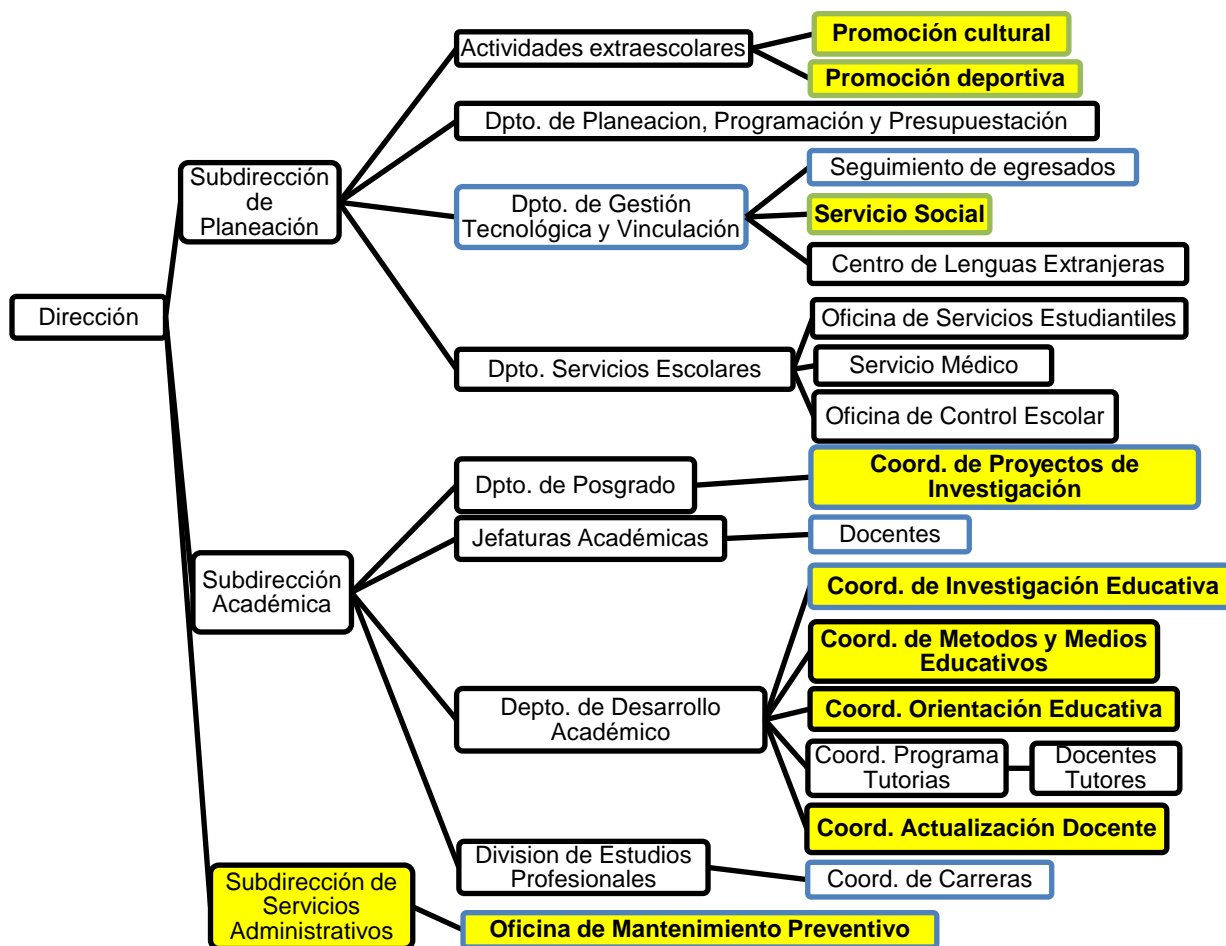 Promoción cultural
Actividades extraescolares
Promoción deportiva
Dpto. de Planeacion, Programación y Presupuestación
Subdirección
de
Planeación
Seguimiento de egresados
Dpto. de Gestión
Tecnológica y Vinculación
Servicio Social
Centro de Lenguas Extranjeras
Dirección
Oficina de Servicios Estudiantiles
Dpto. Servicios Escolares
Servicio Médico
Oficina de Control Escolar
Dpto. de Posgrado
Coord. de Proyectos de
Investigación
Jefaturas Académicas
Docentes
Subdirección
Académica
Coord. de Investigación Educativa
Coord. de Metodos y Medios
Educativos
Depto. de Desarrollo
Académico
Coord. Orientación Educativa
Coord. Programa
Tutorias
Docentes
Tutores
Coord. Actualización Docente
Division de Estudios
Profesionales
Coord. de Carreras
Subdirección de
Servicios
Administrativos
Oficina de Mantenimiento Preventivo